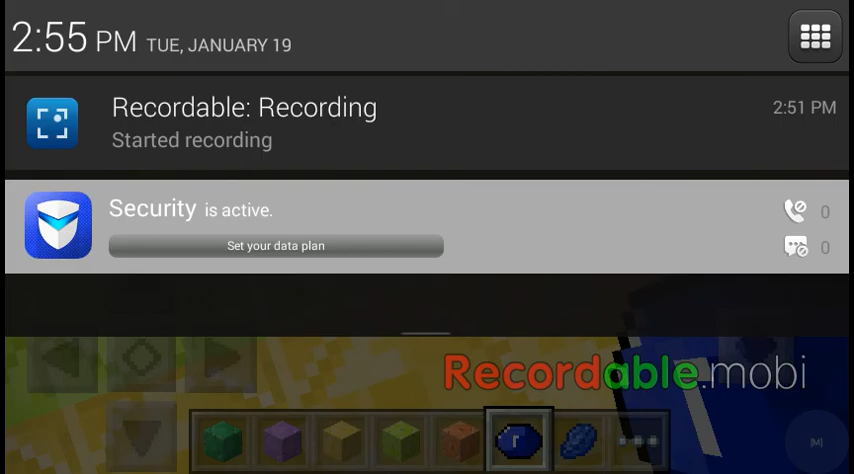 2:55 PM TUE, JANUARY 19
Recordable: Recording
2:51 PM
Started recording
Security is active.
0
Set your data plan
0
Recordable.mobi
r
[M]